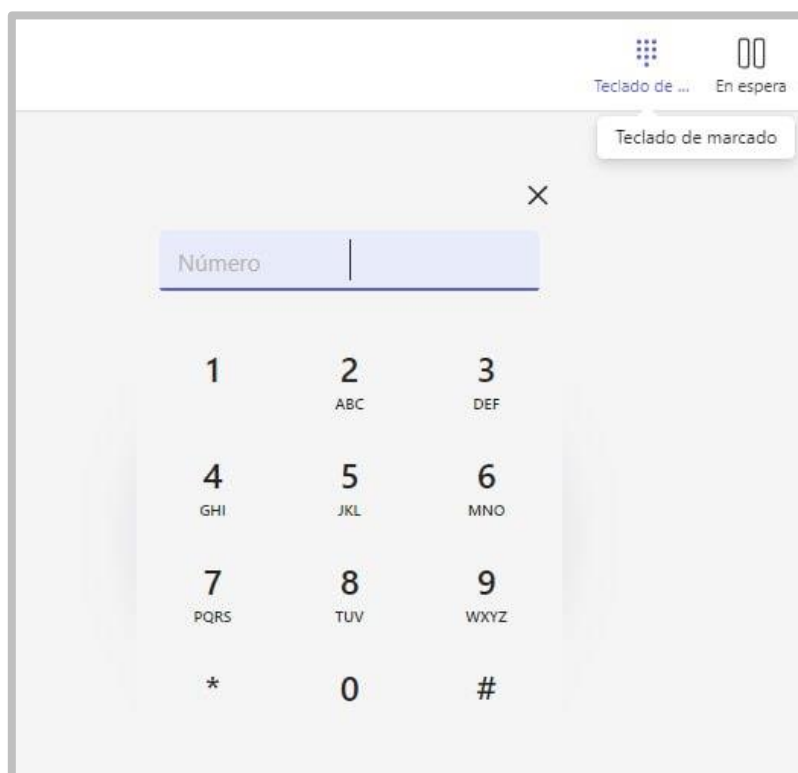 Teclado de ... En espera
Teclado de marcado
Número
1 2 3
ABC DEF
4 5 6
GHI JKL MNO
7 8 9
PQRS TUV WXYZ
* 0 #